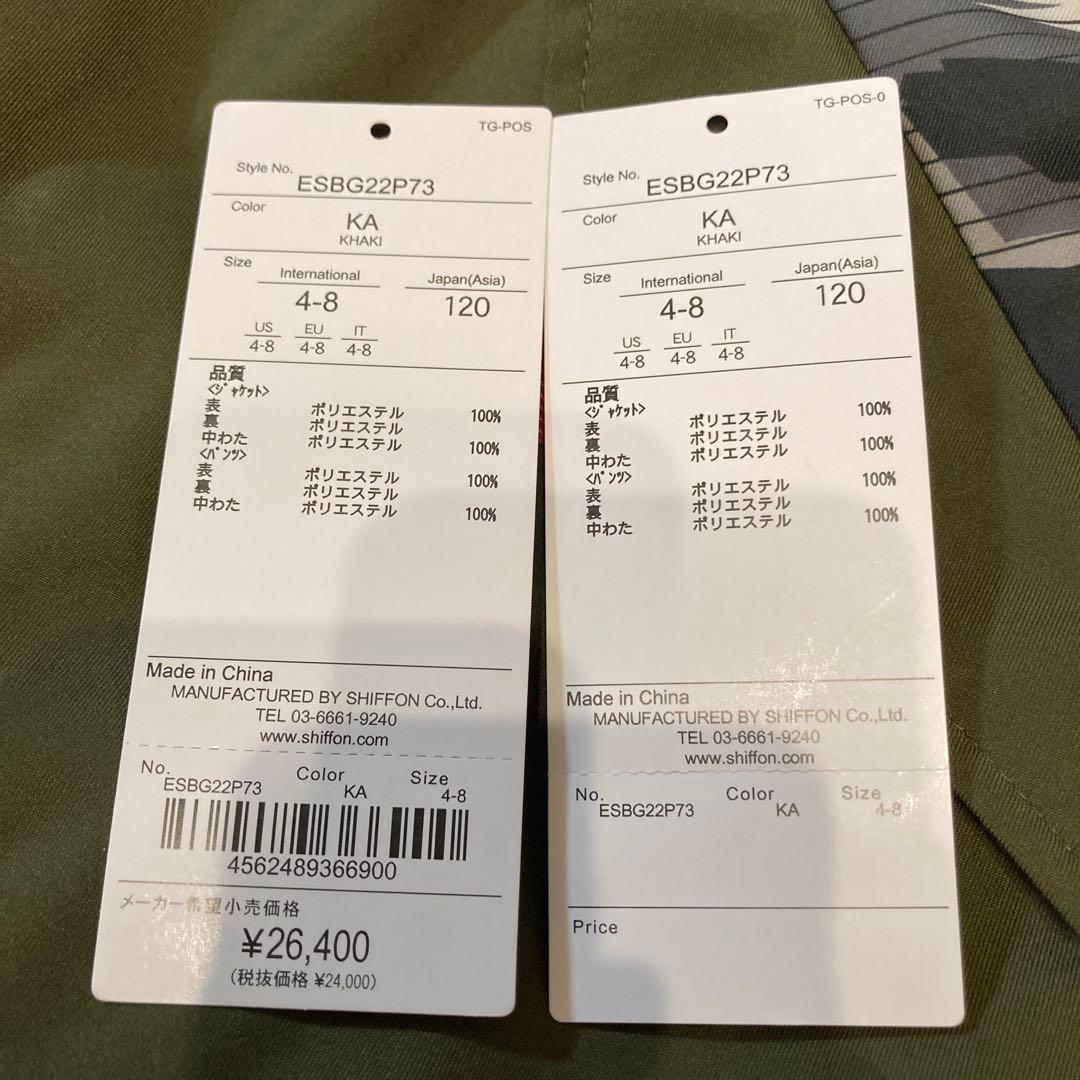 TG-POS
Style No. ESBG22P73
Color KA
KHAKI
Size International Japan(Asia)
4-8 120
US EU IT
4-8 4-8 4-8
品質
<ｼﾞｬｹｯﾄ>
表 ポリエステル 100%
裏 ポリエステル
中わた ポリエステル 100%
<ﾊﾟﾝﾂ>
表 ポリエステル 100%
裏 ポリエステル
中わた ポリエステル 100%
Made in China
MANUFACTURED BY SHIFFON Co.,Ltd.
TEL 03-6661-9240
www.shiffon.com
No. Color Size
ESBG22P73 KA 4-8
4562489366900
メーカー希望小売価格
¥26,400
(税抜価格 ¥24,000)
TG-POS-0
Style No. ESBG22P73
Color KA
KHAKI
Size International Japan(Asia)
4-8 120
US EU IT
4-8 4-8 4-8
品質
<ｼﾞｬｹｯﾄ>
表 ポリエステル 100%
裏 ポリエステル
中わた ポリエステル 100%
<ﾊﾟﾝﾂ>
表 ポリエステル 100%
裏 ポリエステル
中わた ポリエステル 100%
Made in China
MANUFACTURED BY SHIFFON Co.,Ltd.
TEL 03-6661-9240
www.shiffon.com
No. Color Size
ESBG22P73 KA 4-8
Price